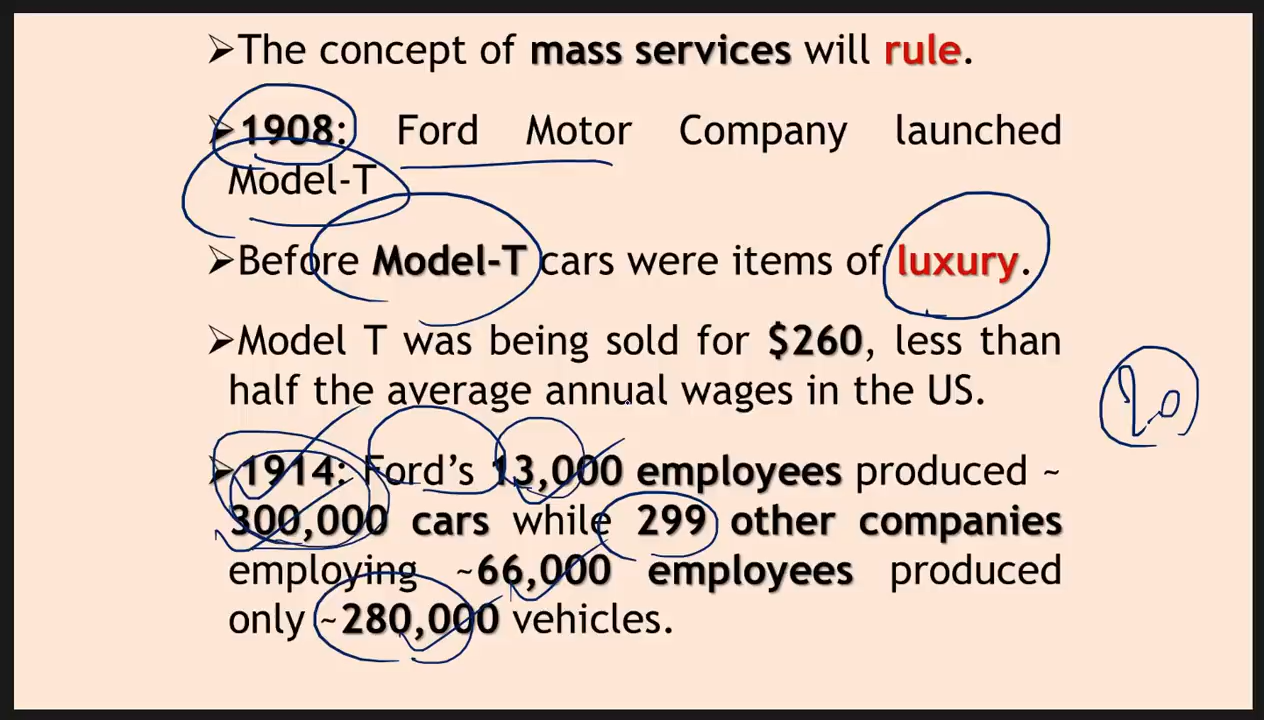 ➢The concept of mass services will rule.
➢1908: Ford Motor Company launched
Model-T
➢Before Model-T cars were items of luxury.
➢Model T was being sold for $260, less than
half the average annual wages in the US.
➢1914: Ford’s 13,000 employees produced ~
300,000 cars while 299 other companies
employing ~66,000 employees produced
only ~280,000 vehicles.